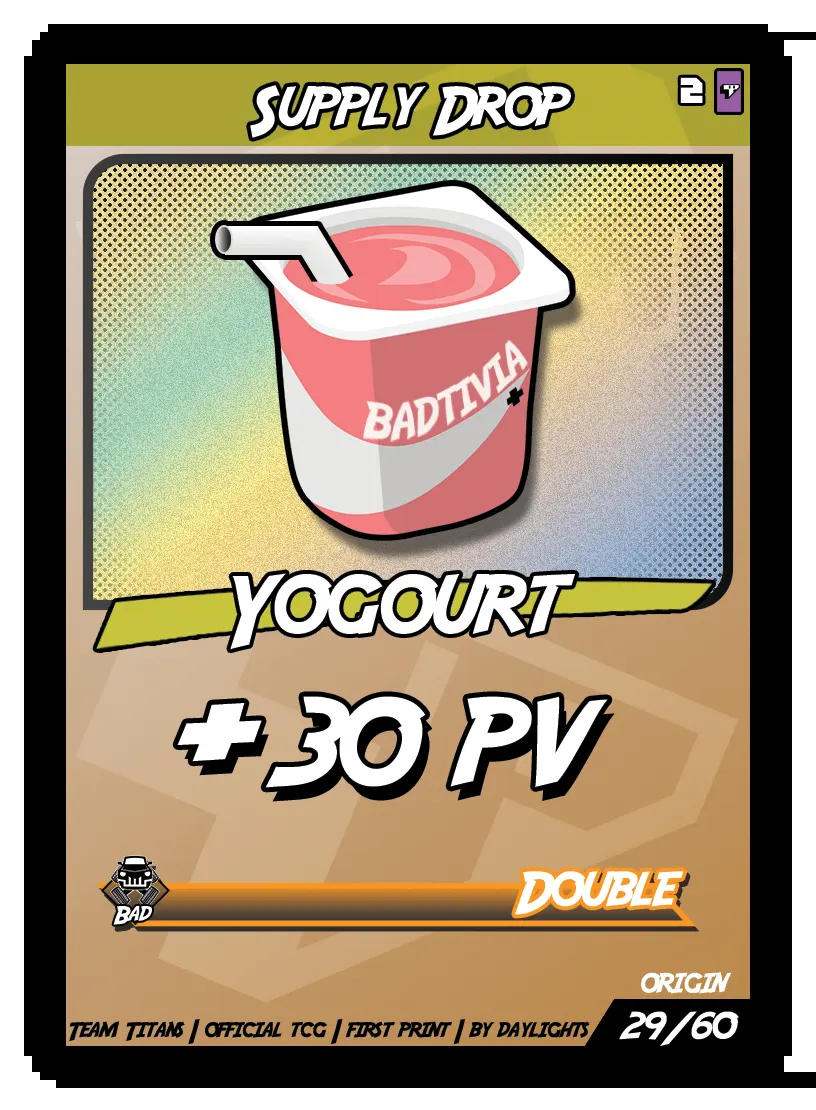 SUPPLY DROP
2
BADTIVIA
YOGOURT
+30 PV
BAD
DOUBLE
ORIGIN
TEAM TITANS | OFFICIAL TCG | FIRST PRINT | BY DAYLIGHTS
29/60